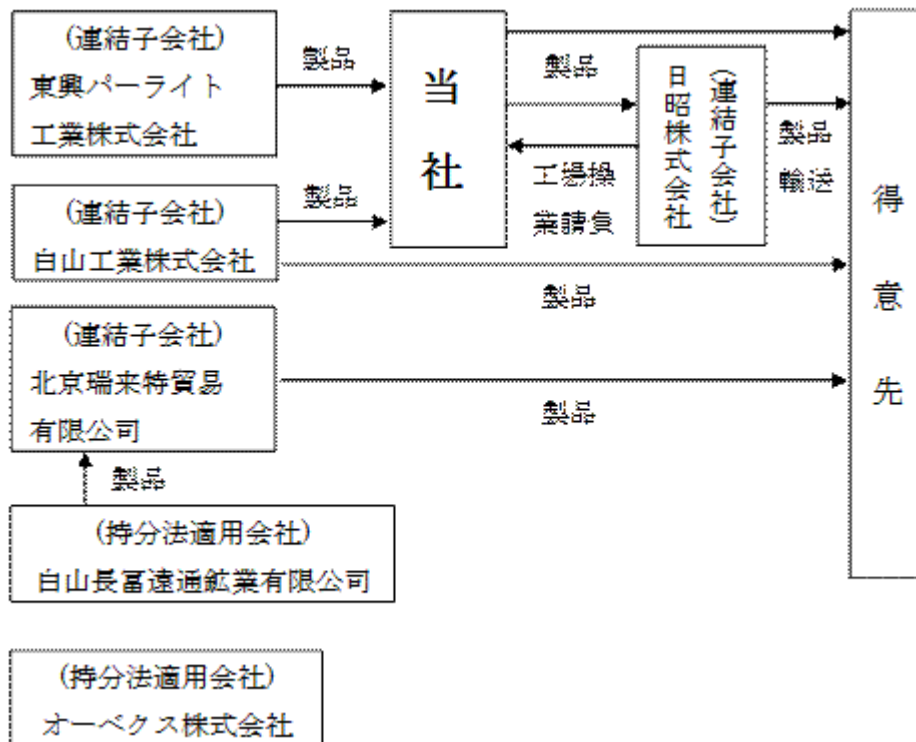 (連結子会社)
東興パーライト
工業株式会社
製品
当社
製品
工場操
業請負
(連結子会社)
日昭株式会社
製品
輸送
得意先
(連結子会社)
白山工業株式会社
製品
製品
(連結子会社)
北京瑞来特貿易
有限公司
製品
製品
(持分法適用会社)
白山長富遠通鉱業有限公司
(持分法適用会社)
オーベクス株式会社